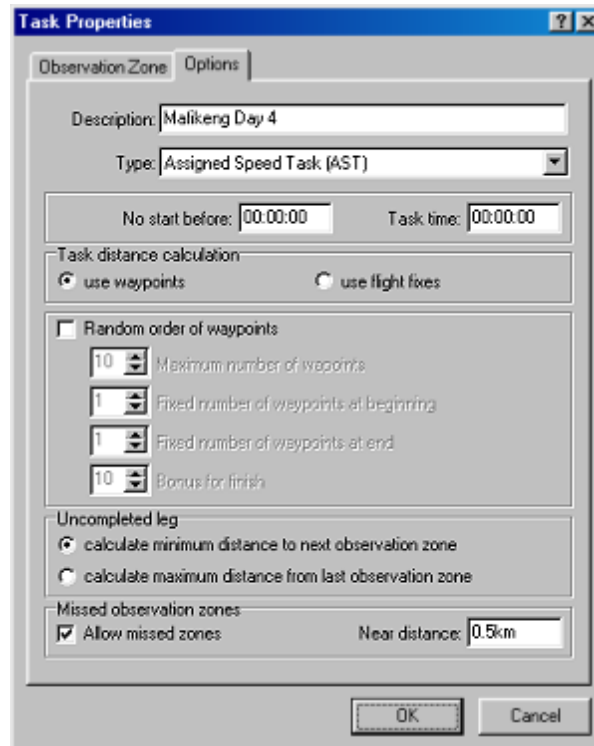 Task Properties
Observation Zone Options
Description: Malikeng Day 4
Type: Assigned Speed Task (AST)
No start before: 00:00:00 Task time: 00:00:00
Task distance calculation
use waypoints use flight fixes
Random order of waypoints
10 Maximum number of wapoints
1 Fixed number of waypoints at beginning
1 Fixed number of waypoints at end
10 Bonus for finish
Uncompleted leg
calculate minimum distance to next observation zone
calculate maximum distance from last observation zone
Missed observation zones
Allow missed zones Near distance: 0.5km
OK Cancel